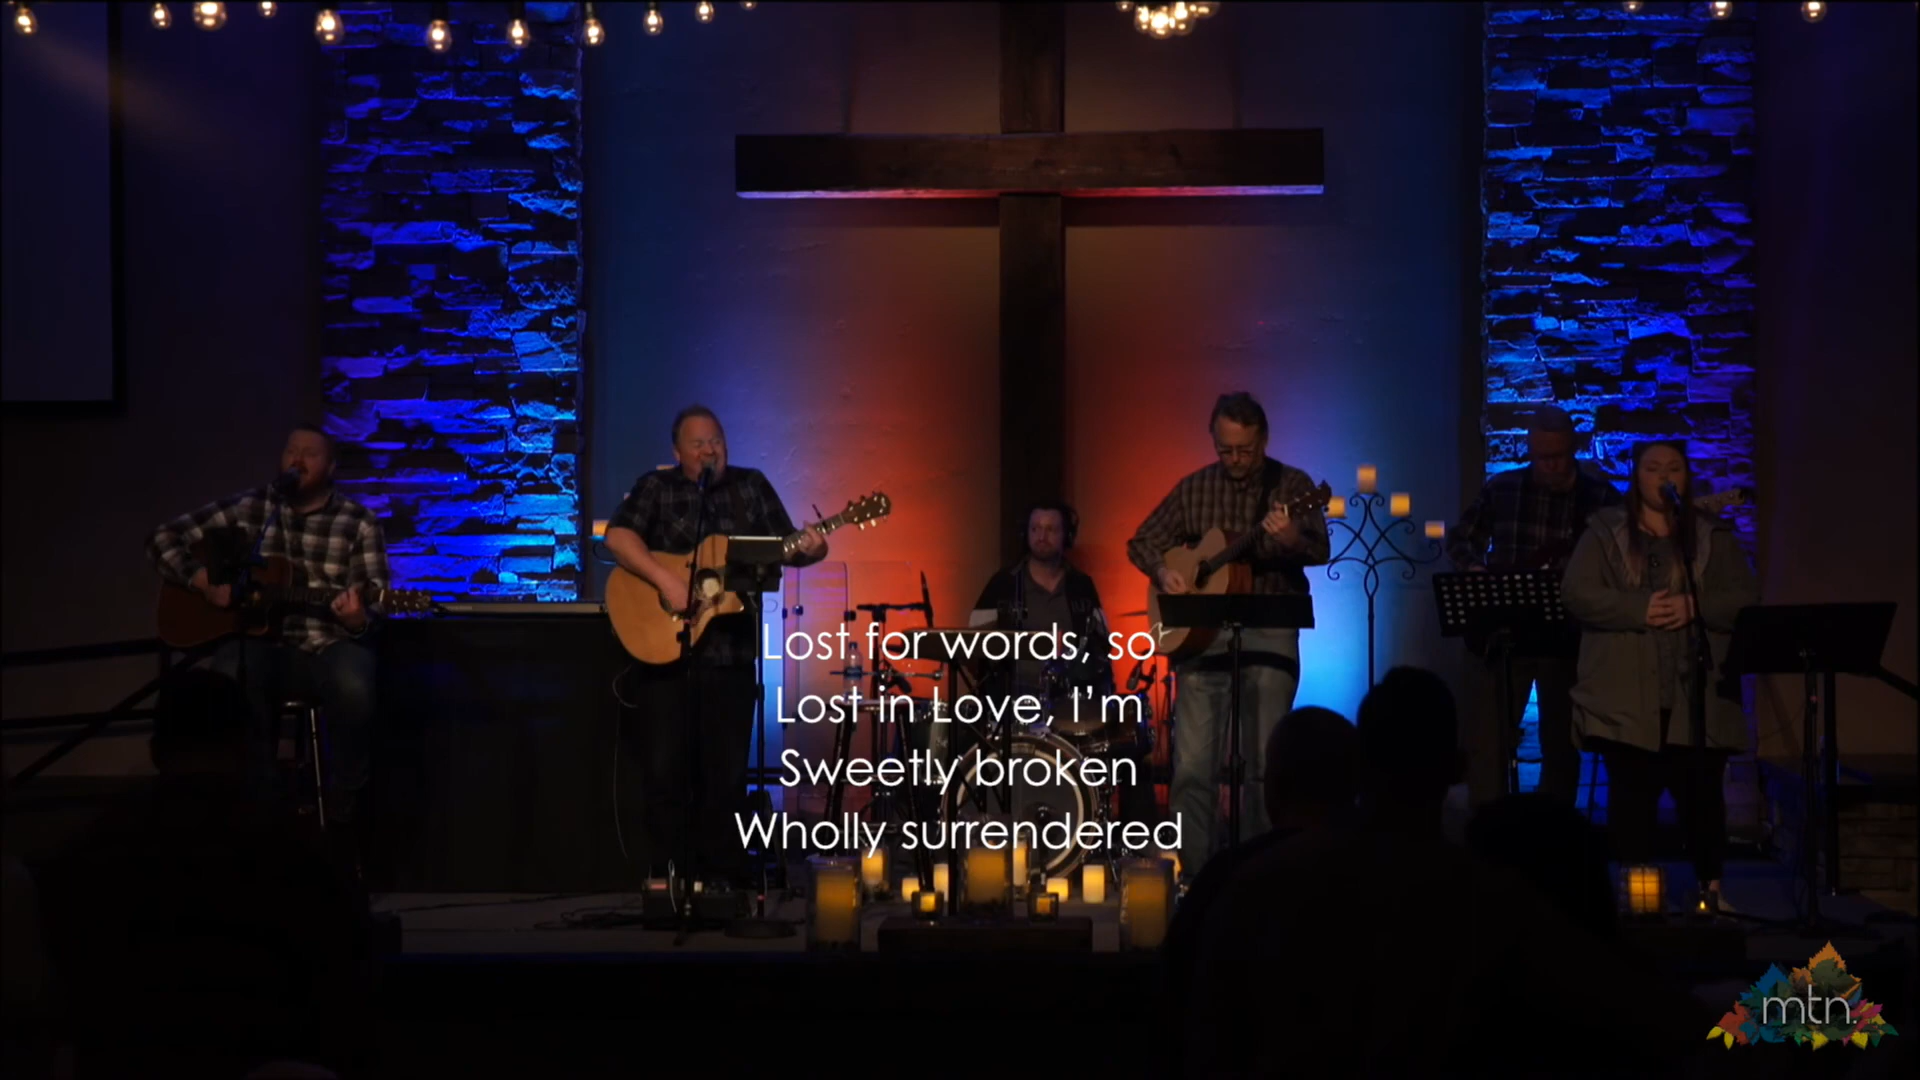 Lost for words, so
Lost in Love, I'm
Sweetly broken
Wholly surrendered
mtn.